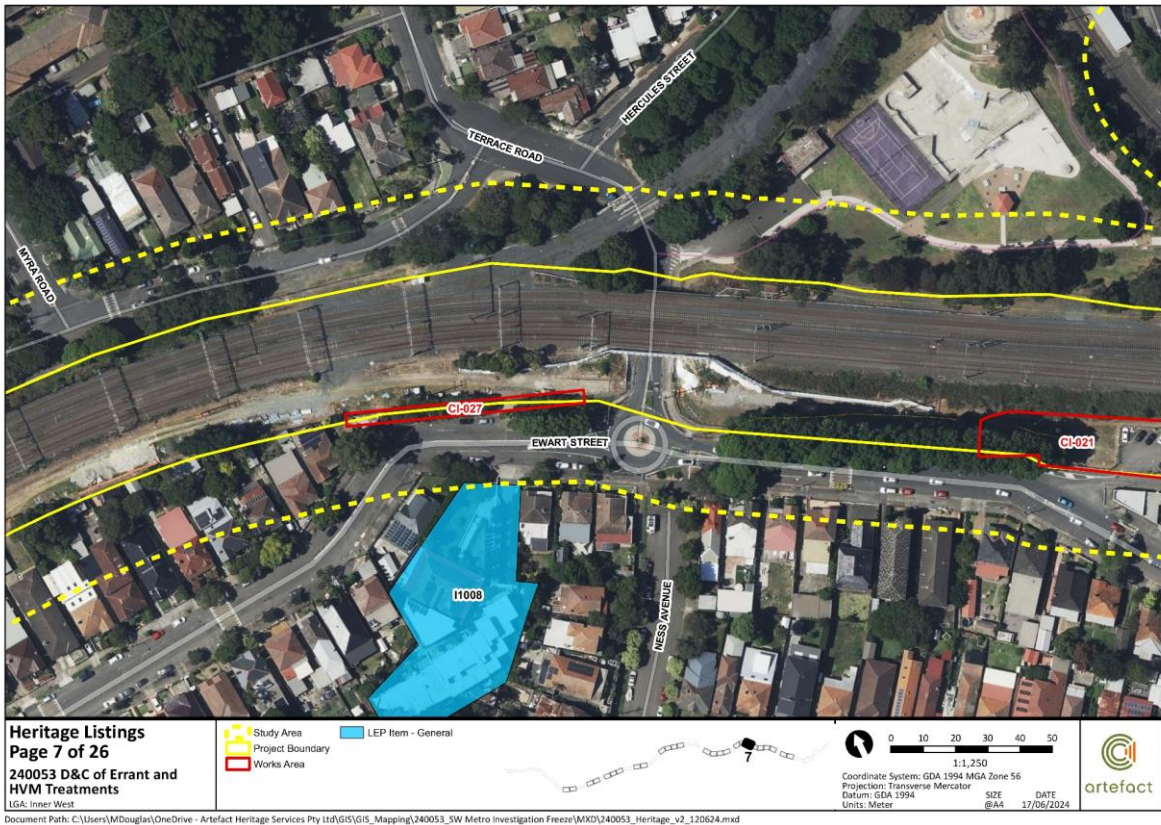 HERCULES STREET
TERRACE ROAD
MYRA ROAD
CI-027
CI-021
EWART STREET
I1008
NESS AVENUE
Heritage Listings
Page 7 of 26
240053 D&C of Errant and
HVM Treatments
LGA: Inner West
Study Area
Project Boundary
Works Area
LEP Item - General
7
0 10 20 30 40 50
1:1,250
Coordinate System: GDA 1994 MGA Zone 56
Projection: Transverse Mercator
Datum: GDA 1994
Units: Meter
SIZE
@A4
DATE
17/06/2024
artefact
Document Path: C:\Users\MDouglas\OneDrive - Artefact Heritage Services Pty Ltd\GIS\GIS_Mapping\240053_SW Metro Investigation Freeze\MXD\240053_Heritage_v2_120624.mxd